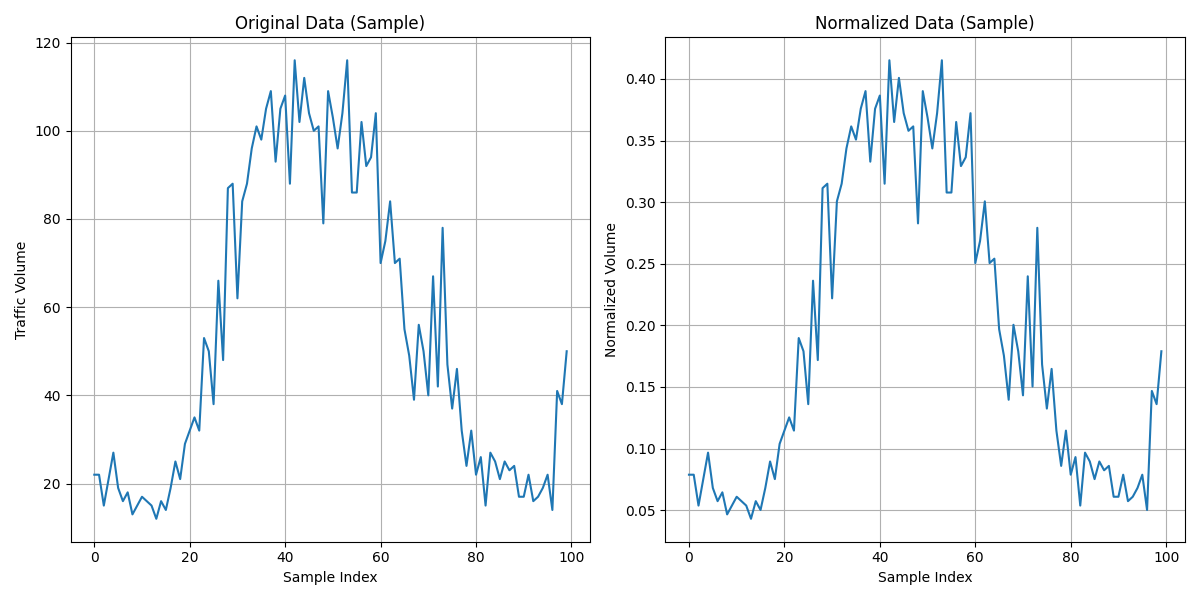 Original Data (Sample)
120
100
80
60
40
20
Traffic Volume
0 20 40 60 80 100
Sample Index
Normalized Data (Sample)
0.40
0.35
0.30
0.25
0.20
0.15
0.10
0.05
Normalized Volume
0 20 40 60 80 100
Sample Index